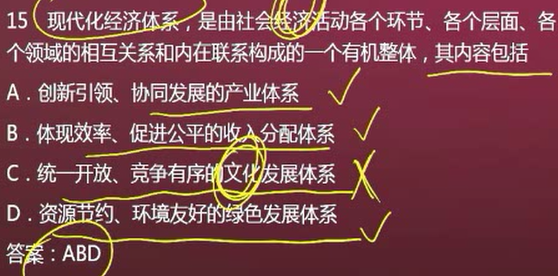 15 现代化经济体系，是由社会经济活动各个环节、各个层面、各
个领域的相互关系和内在联系构成的一个有机整体，其内容包括
A．创新引领、协同发展的产业体系
B．体现效率、促进公平的收入分配体系
C．统一开放、竞争有序的文化发展体系
D．资源节约、环境友好的绿色发展体系
答案：ABD